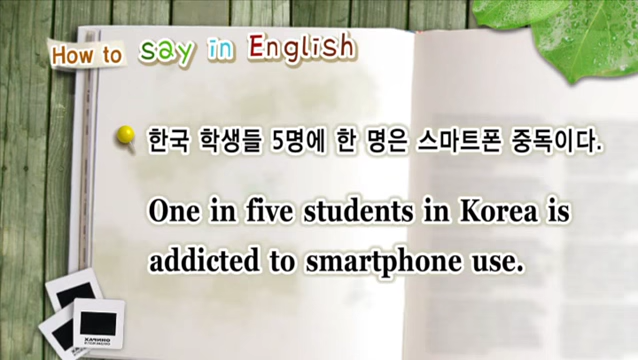 How to say in English
한국 학생들 5명에 한 명은 스마트폰 중독이다.
One in five students in Korea is
addicted to smartphone use.